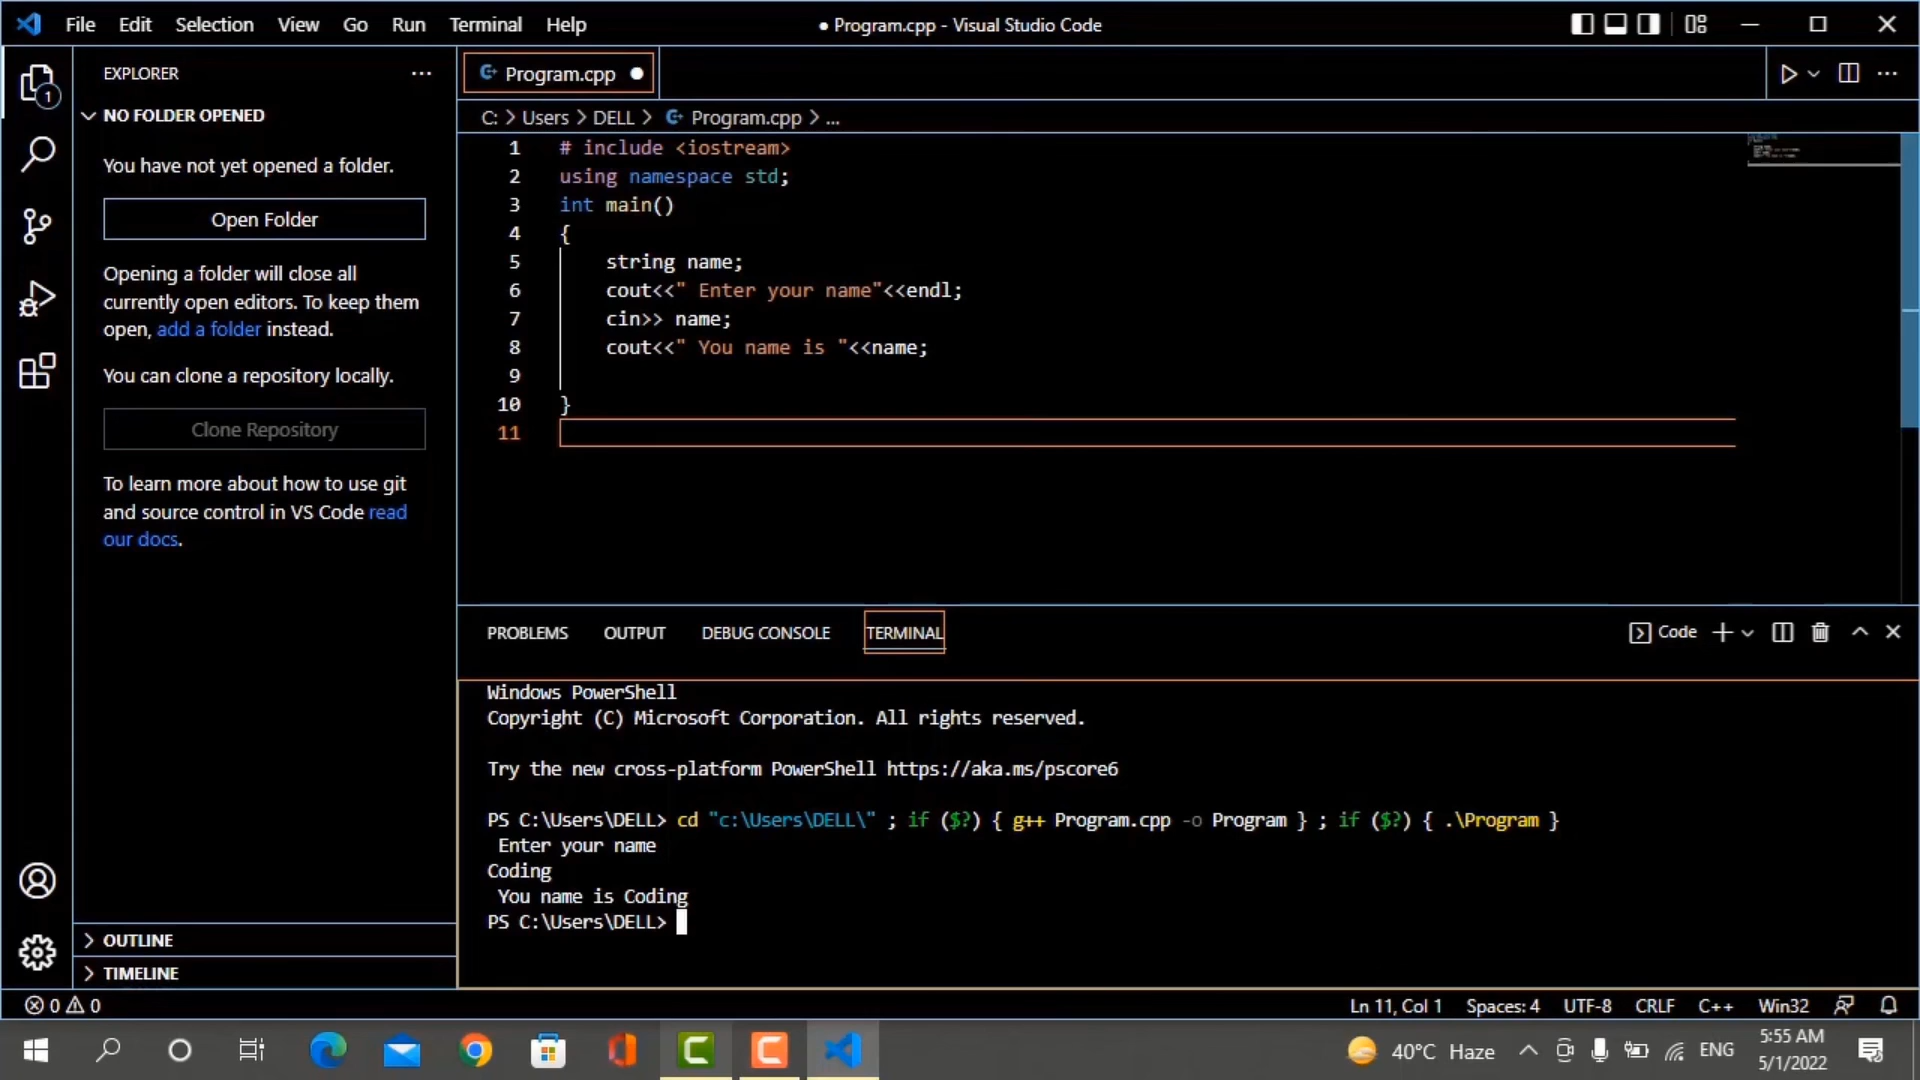 File Edit Selection View Go Run Terminal Help
● Program.cpp - Visual Studio Code
EXPLORER
1
NO FOLDER OPENED
You have not yet opened a folder.
Open Folder
Opening a folder will close all
currently open editors. To keep them
open, add a folder instead.
You can clone a repository locally.
Clone Repository
To learn more about how to use git
and source control in VS Code read
our docs.
OUTLINE
TIMELINE
Program.cpp
C: > Users > DELL > Program.cpp > ...
1 # include <iostream>
2 using namespace std;
3 int main()
4 {
5 string name;
6 cout<<" Enter your name"<<endl;
7 cin>> name;
8 cout<<" You name is "<<name;
9
10 }
11
PROBLEMS OUTPUT DEBUG CONSOLE TERMINAL
Code
Windows PowerShell
Copyright (C) Microsoft Corporation. All rights reserved.
Try the new cross-platform PowerShell https://aka.ms/pscore6
PS C:\Users\DELL> cd "c:\Users\DELL\" ; if ($?) { g++ Program.cpp -o Program } ; if ($?) { .\Program }
Enter your name
Coding
You name is Coding
PS C:\Users\DELL>
0 0
Ln 11, Col 1 Spaces: 4 UTF-8 CRLF C++ Win32
40°C Haze ENG
5:55 AM
5/1/2022